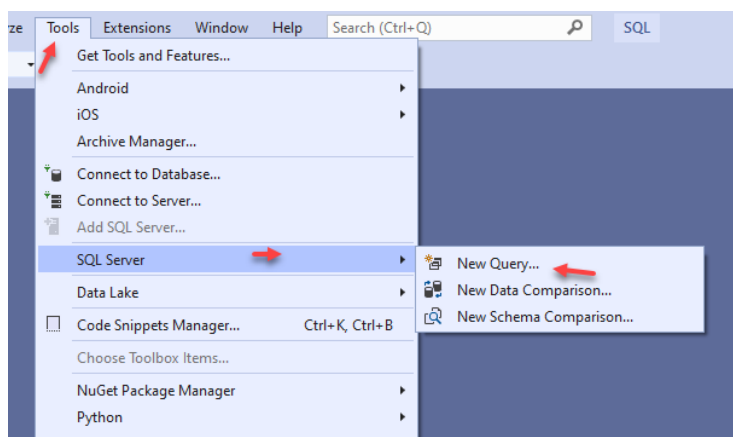 rze Tools Extensions Window Help Search (Ctrl+Q) SQL
Get Tools and Features...
Android
iOS
Archive Manager...
Connect to Database...
Connect to Server...
Add SQL Server...
SQL Server
New Query...
Data Lake
New Data Comparison...
Code Snippets Manager... Ctrl+K, Ctrl+B
New Schema Comparison...
Choose Toolbox Items...
NuGet Package Manager
Python